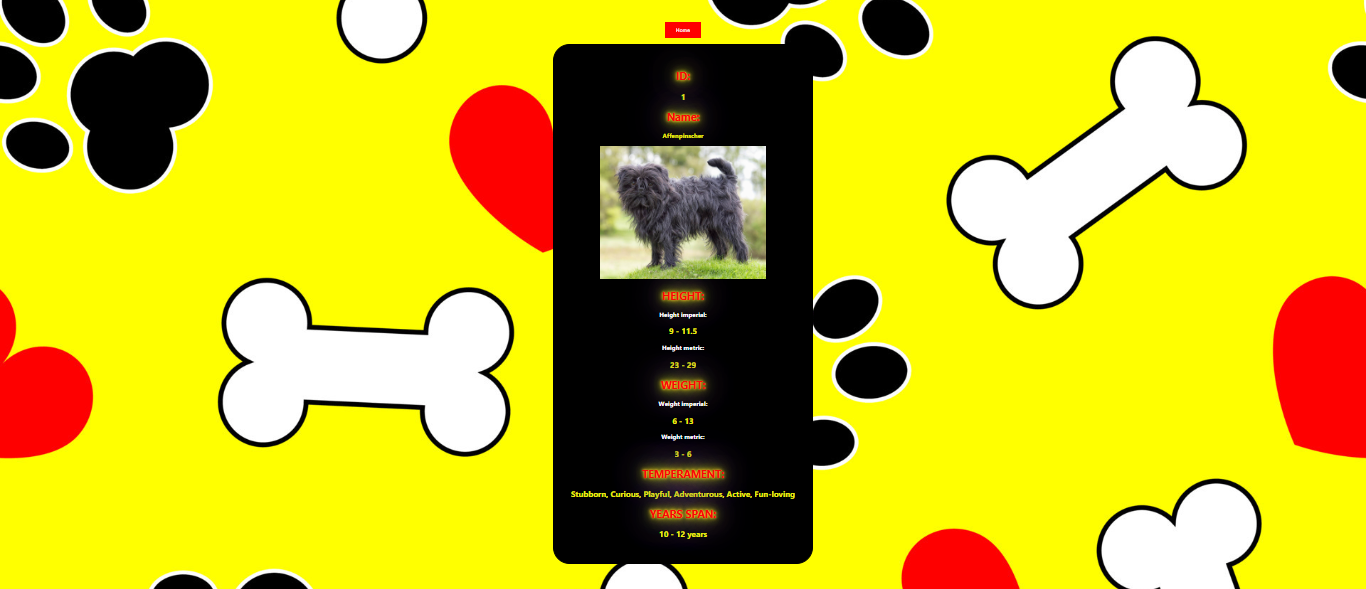 Home
ID:
1
Name:
Affenpinscher
HEIGHT:
Height imperial:
9 - 11.5
Height metric:
23 - 29
WEIGHT:
Weight imperial:
6 - 13
Weight metric:
3 - 6
TEMPERAMENT:
Stubborn, Curious, Playful, Adventurous, Active, Fun-loving
YEARS SPAN:
10 - 12 years